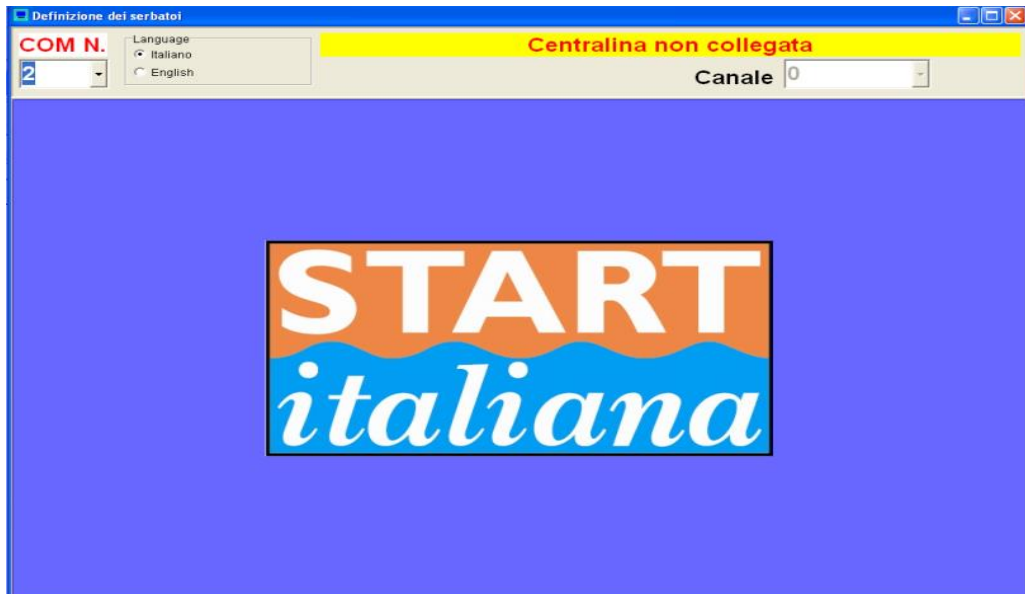 Definizione dei serbatoi
COM N.
2
Language
Italiano
English
Centralina non collegata
Canale 0
START
italiana